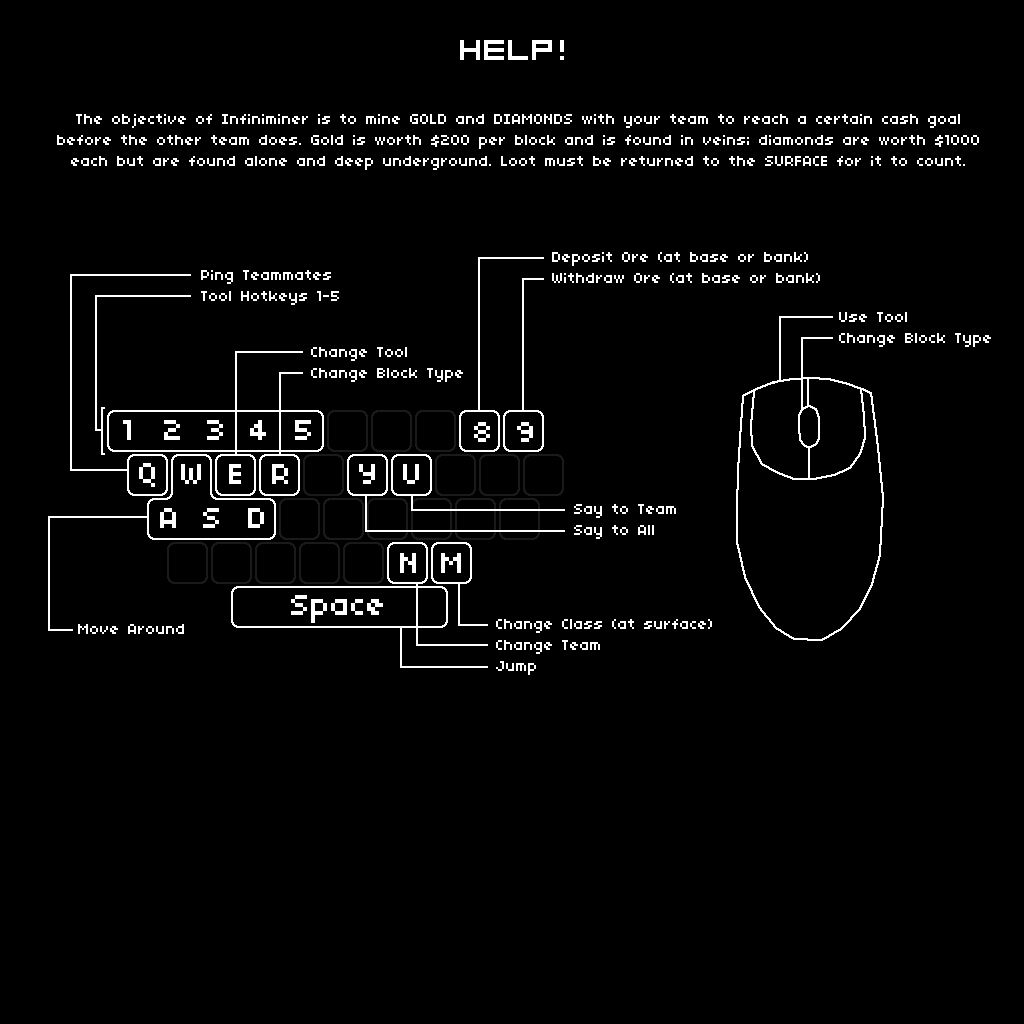 HELP!
The objective of Infiniminer is to mine GOLD and DIAMONDS with your team to reach a certain cash goal
before the other team does. Gold is worth $200 per block and is found in veins; diamonds are worth $1000
each but are found alone and deep underground. Loot must be returned to the SURFACE for it to count.
Deposit Ore (at base or bank)
Withdraw Ore (at base or bank)
Ping Teammates
Tool Hotkeys 1-5
Use Tool
Change Block Type
Change Tool
Change Block Type
1 2 3 4 5 8 9
Q W E R Y U
A S D
Say to Team
Say to All
N M
Space
Move Around
Change Class (at surface)
Change Team
Jump